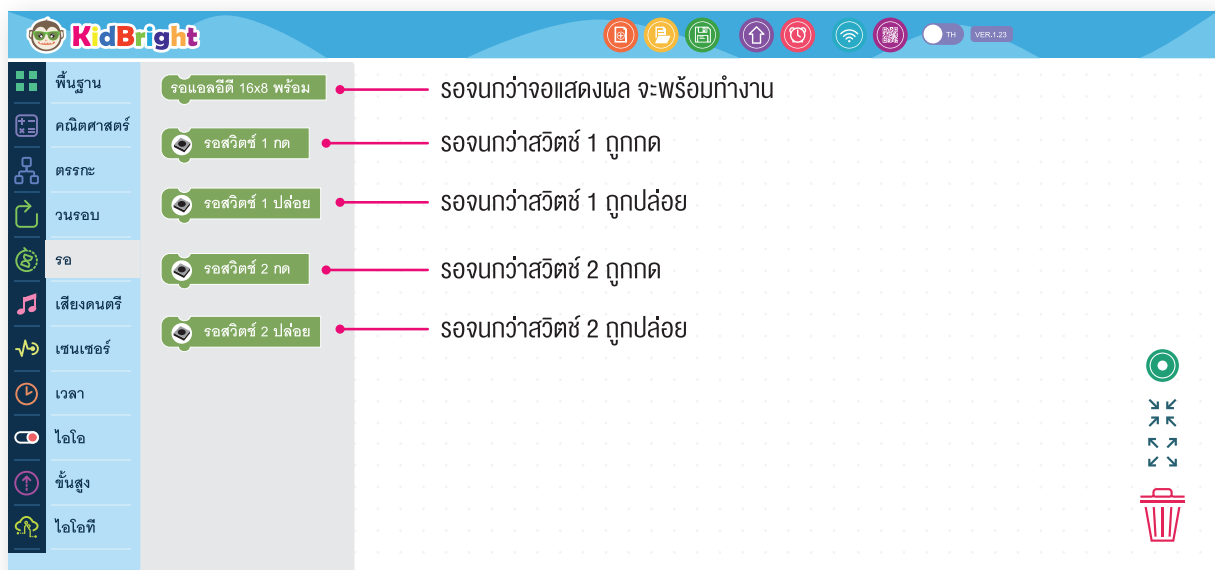 KidBright
TH
VER.1.23
พื้นฐาน
คณิตศาสตร์
ตรรกะ
วนรอบ
รอ
เสียงดนตรี
เซนเซอร์
เวลา
ไอโอ
ขั้นสูง
ไอโอที
รอแอลอีดี 16x8 พร้อม
รอจนกว่าจอแสดงผล จะพร้อมทำงาน
รอสวิตช์ 1 กด
รอจนกว่าสวิตช์ 1 ถูกกด
รอสวิตช์ 1 ปล่อย
รอจนกว่าสวิตช์ 1 ถูกปล่อย
รอสวิตช์ 2 กด
รอจนกว่าสวิตช์ 2 ถูกกด
รอสวิตช์ 2 ปล่อย
รอจนกว่าสวิตช์ 2 ถูกปล่อย